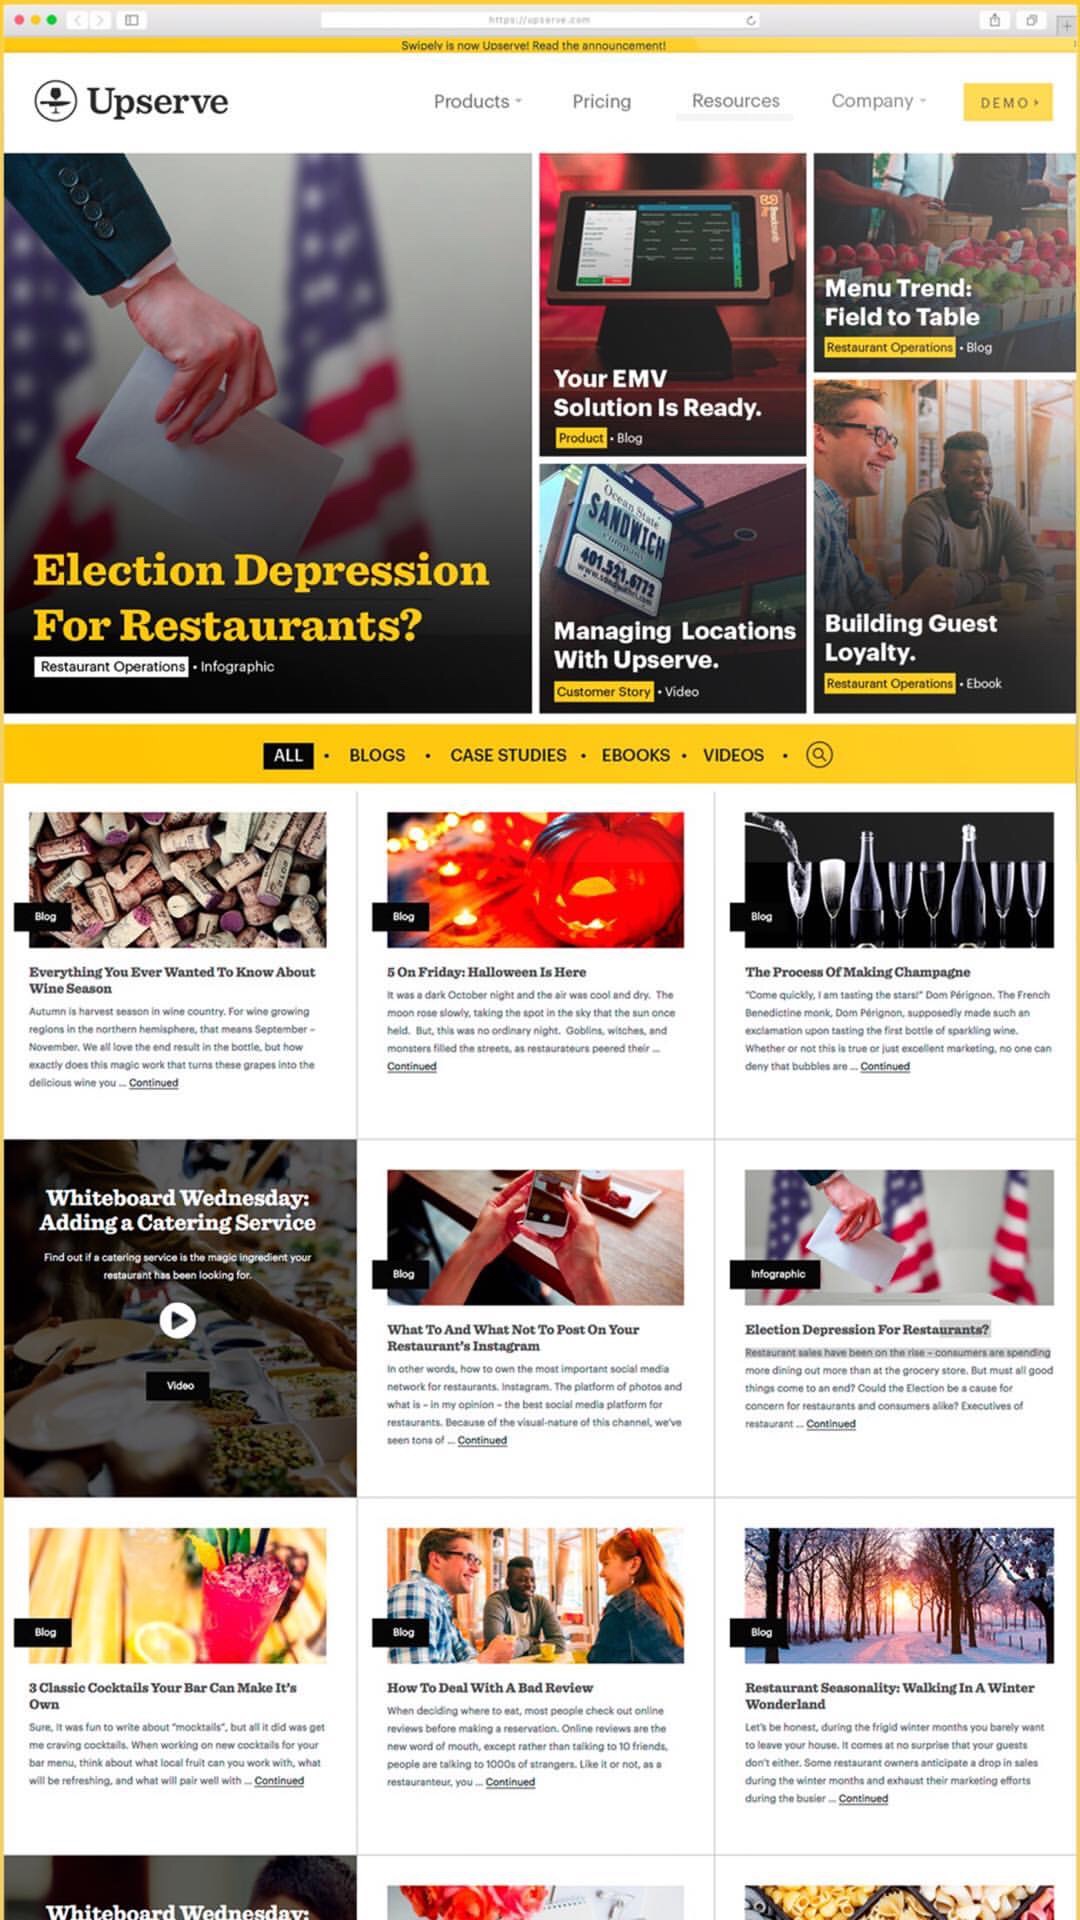 https://upserve.com
Swipely is now Upserve! Read the announcement!
Upserve
Products
Pricing
Resources
Company
DEMO
Election Depression
For Restaurants?
Restaurant Operations • Infographic
Breadcrumb
Your EMV
Solution Is Ready.
Product • Blog
Ocean State
SANDWICH
Company
401.521.6772
Managing Locations
With Upserve.
Customer Story • Video
Menu Trend:
Field to Table
Restaurant Operations • Blog
Building Guest
Loyalty.
Restaurant Operations • Ebook
ALL • BLOGS • CASE STUDIES • EBOOKS • VIDEOS •
Blog
Everything You Ever Wanted To Know About
Wine Season
Autumn is harvest season in wine country. For wine growing
regions in the northern hemisphere, that means September –
November. We all love the end result in the bottle, but how
exactly does this magic work that turns these grapes into the
delicious wine you ... Continued
Blog
5 On Friday: Halloween Is Here
It was a dark October night and the air was cool and dry. The
moon rose slowly, taking the spot in the sky that the sun once
held. But, this was no ordinary night. Goblins, witches, and
monsters filled the streets, as restaurateurs peered their ...
Continued
Blog
The Process Of Making Champagne
"Come quickly, I am tasting the stars!" Dom Pérignon. The French
Benedictine monk, Dom Pérignon, supposedly made such an
exclamation upon tasting the first bottle of sparkling wine.
Whether or not this is true or just excellent marketing, no one can
deny that bubbles are ... Continued
Whiteboard Wednesday:
Adding a Catering Service
Find out if a catering service is the magic ingredient your
restaurant has been looking for.
Video
Blog
What To And What Not To Post On Your
Restaurant's Instagram
In other words, how to own the most important social media
network for restaurants. Instagram. The platform of photos and
what is – in my opinion – the best social media platform for
restaurants. Because of the visual-nature of this channel, we've
seen tons of ... Continued
Infographic
Election Depression For Restaurants?
Restaurant sales have been on the rise – consumers are spending
more dining out more than at the grocery store. But must all good
things come to an end? Could the Election be a cause for
concern for restaurants and consumers alike? Executives of
restaurant ... Continued
Blog
3 Classic Cocktails Your Bar Can Make It's
Own
Sure, It was fun to write about "mocktails", but all it did was get
me craving cocktails. When working on new cocktails for your
bar menu, think about what local fruit can you work with, what
will be refreshing, and what will pair well with ... Continued
Blog
How To Deal With A Bad Review
When deciding where to eat, most people check out online
reviews before making a reservation. Online reviews are the
new word of mouth, except rather than talking to 10 friends,
people are talking to 1000s of strangers. Like it or not, as a
restauranteur, you ... Continued
Blog
Restaurant Seasonality: Walking In A Winter
Wonderland
Let's be honest, during the frigid winter months you barely want
to leave your house. It comes at no surprise that your guests
don't either. Some restaurant owners anticipate a drop in sales
during the winter months and exhaust their marketing efforts
during the busier ... Continued
Whiteboard Wednesday: